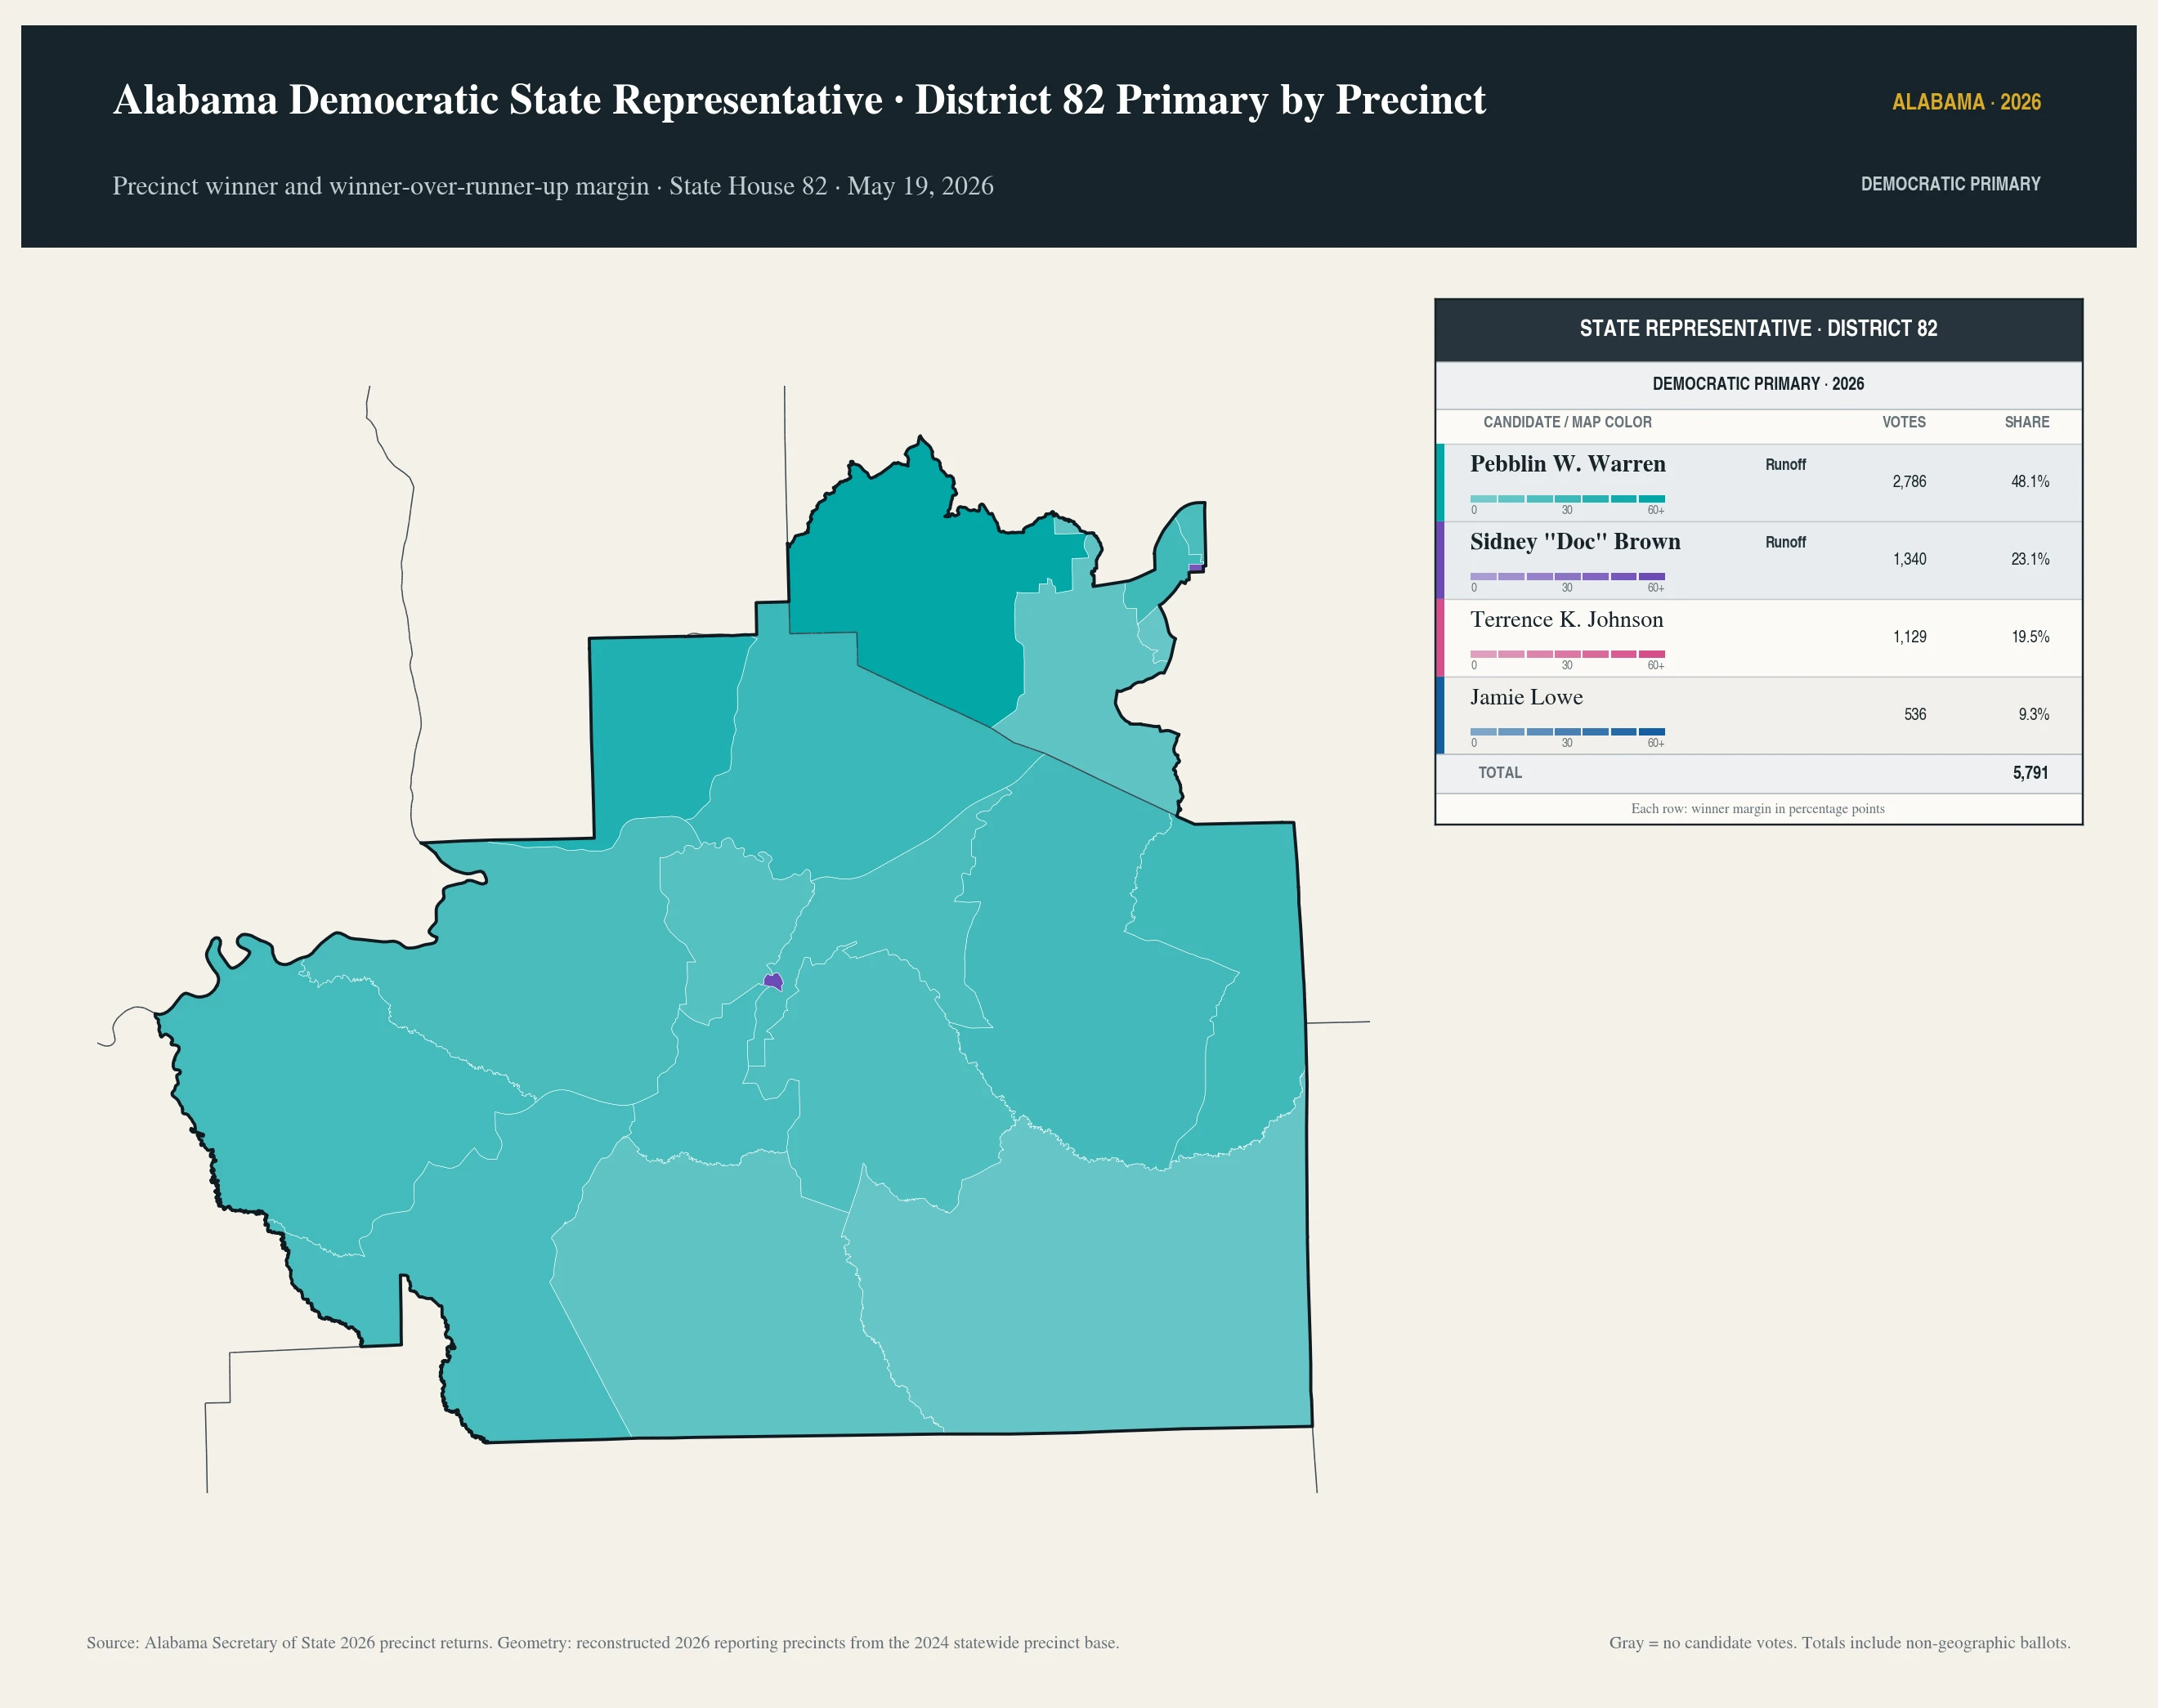 Alabama Democratic State Representative · District 82 Primary by Precinct
ALABAMA · 2026
Precinct winner and winner-over-runner-up margin · State House 82 · May 19, 2026
DEMOCRATIC PRIMARY
STATE REPRESENTATIVE · DISTRICT 82
DEMOCRATIC PRIMARY · 2026
CANDIDATE / MAP COLOR VOTES SHARE
Pebblin W. Warren Runoff 2,786 48.1%
0 30 60+
Sidney "Doc" Brown Runoff 1,340 23.1%
0 30 60+
Terrence K. Johnson 1,129 19.5%
0 30 60+
Jamie Lowe 536 9.3%
0 30 60+
TOTAL 5,791
Each row: winner margin in percentage points
Source: Alabama Secretary of State 2026 precinct returns. Geometry: reconstructed 2026 reporting precincts from the 2024 statewide precinct base.
Gray = no candidate votes. Totals include non-geographic ballots.